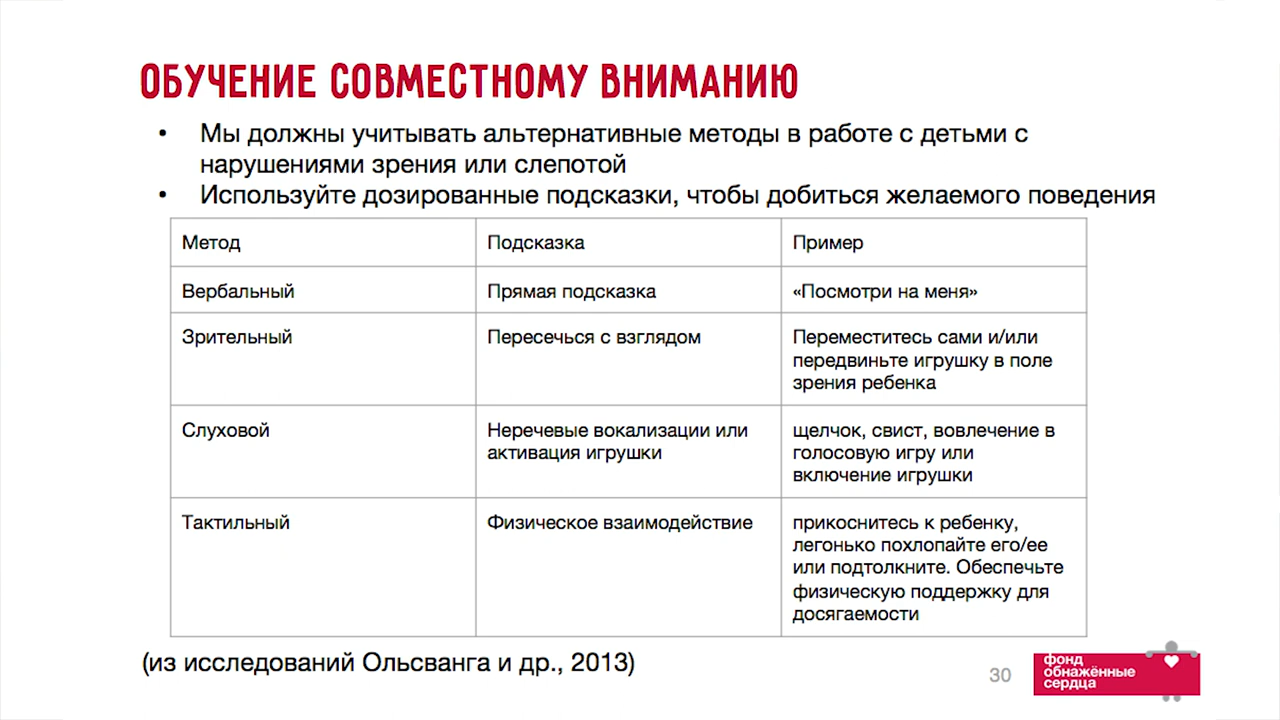 ОБУЧЕНИЕ СОВМЕСТНОМУ ВНИМАНИЮ
• Мы должны учитывать альтернативные методы в работе с детьми с
нарушениями зрения или слепотой
• Используйте дозированные подсказки, чтобы добиться желаемого поведения
Метод
Подсказка
Пример
Вербальный
Прямая подсказка
«Посмотри на меня»
Зрительный
Пересечься с взглядом
Переместитесь сами и/или
передвиньте игрушку в поле
зрения ребенка
Слуховой
Неречевые вокализации или
активация игрушки
щелчок, свист, вовлечение в
голосовую игру или
включение игрушки
Тактильный
Физическое взаимодействие
прикоснитесь к ребенку,
легонько похлопайте его/ее
или подтолкните. Обеспечьте
физическую поддержку для
досягаемости
(из исследований Ольсванга и др., 2013)
30
фонд
обнажённые
сердца